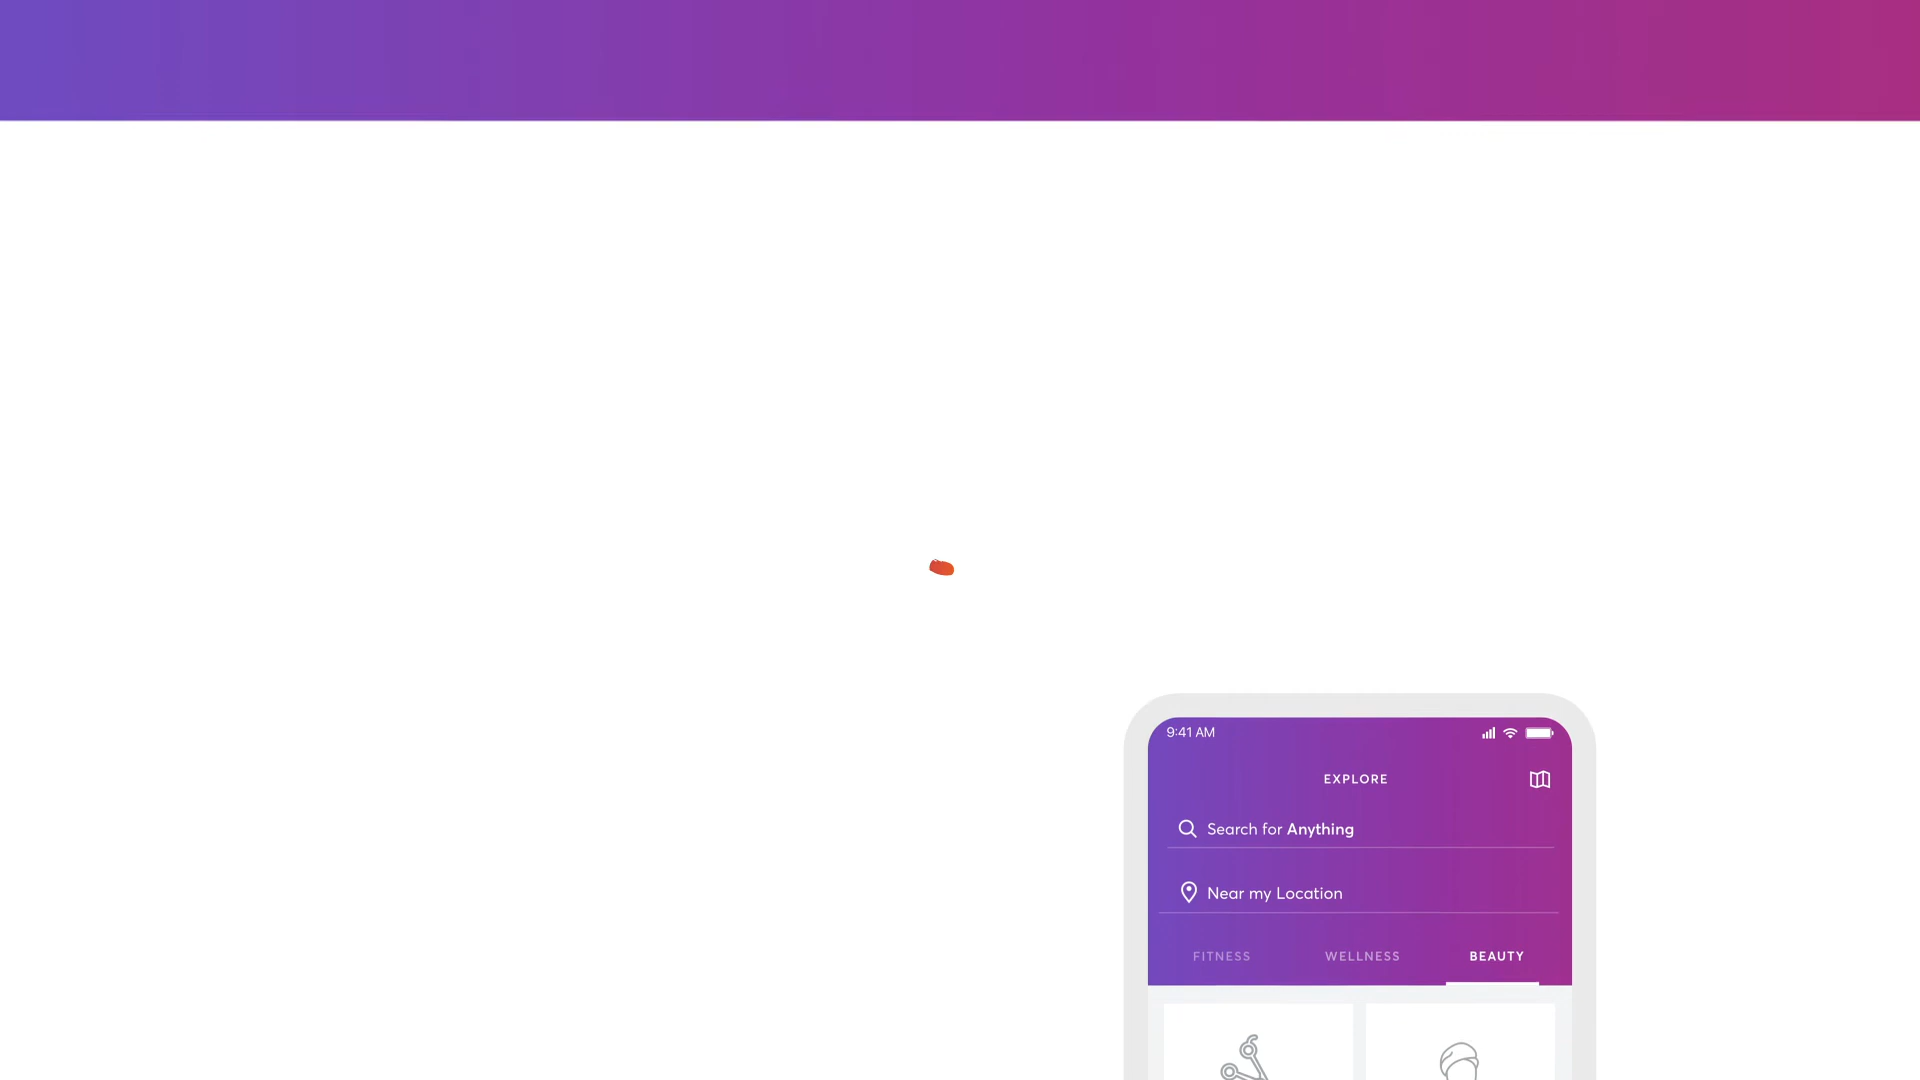 9:41 AM
EXPLORE
Search for Anything
Near my Location
FITNESS WELLNESS BEAUTY